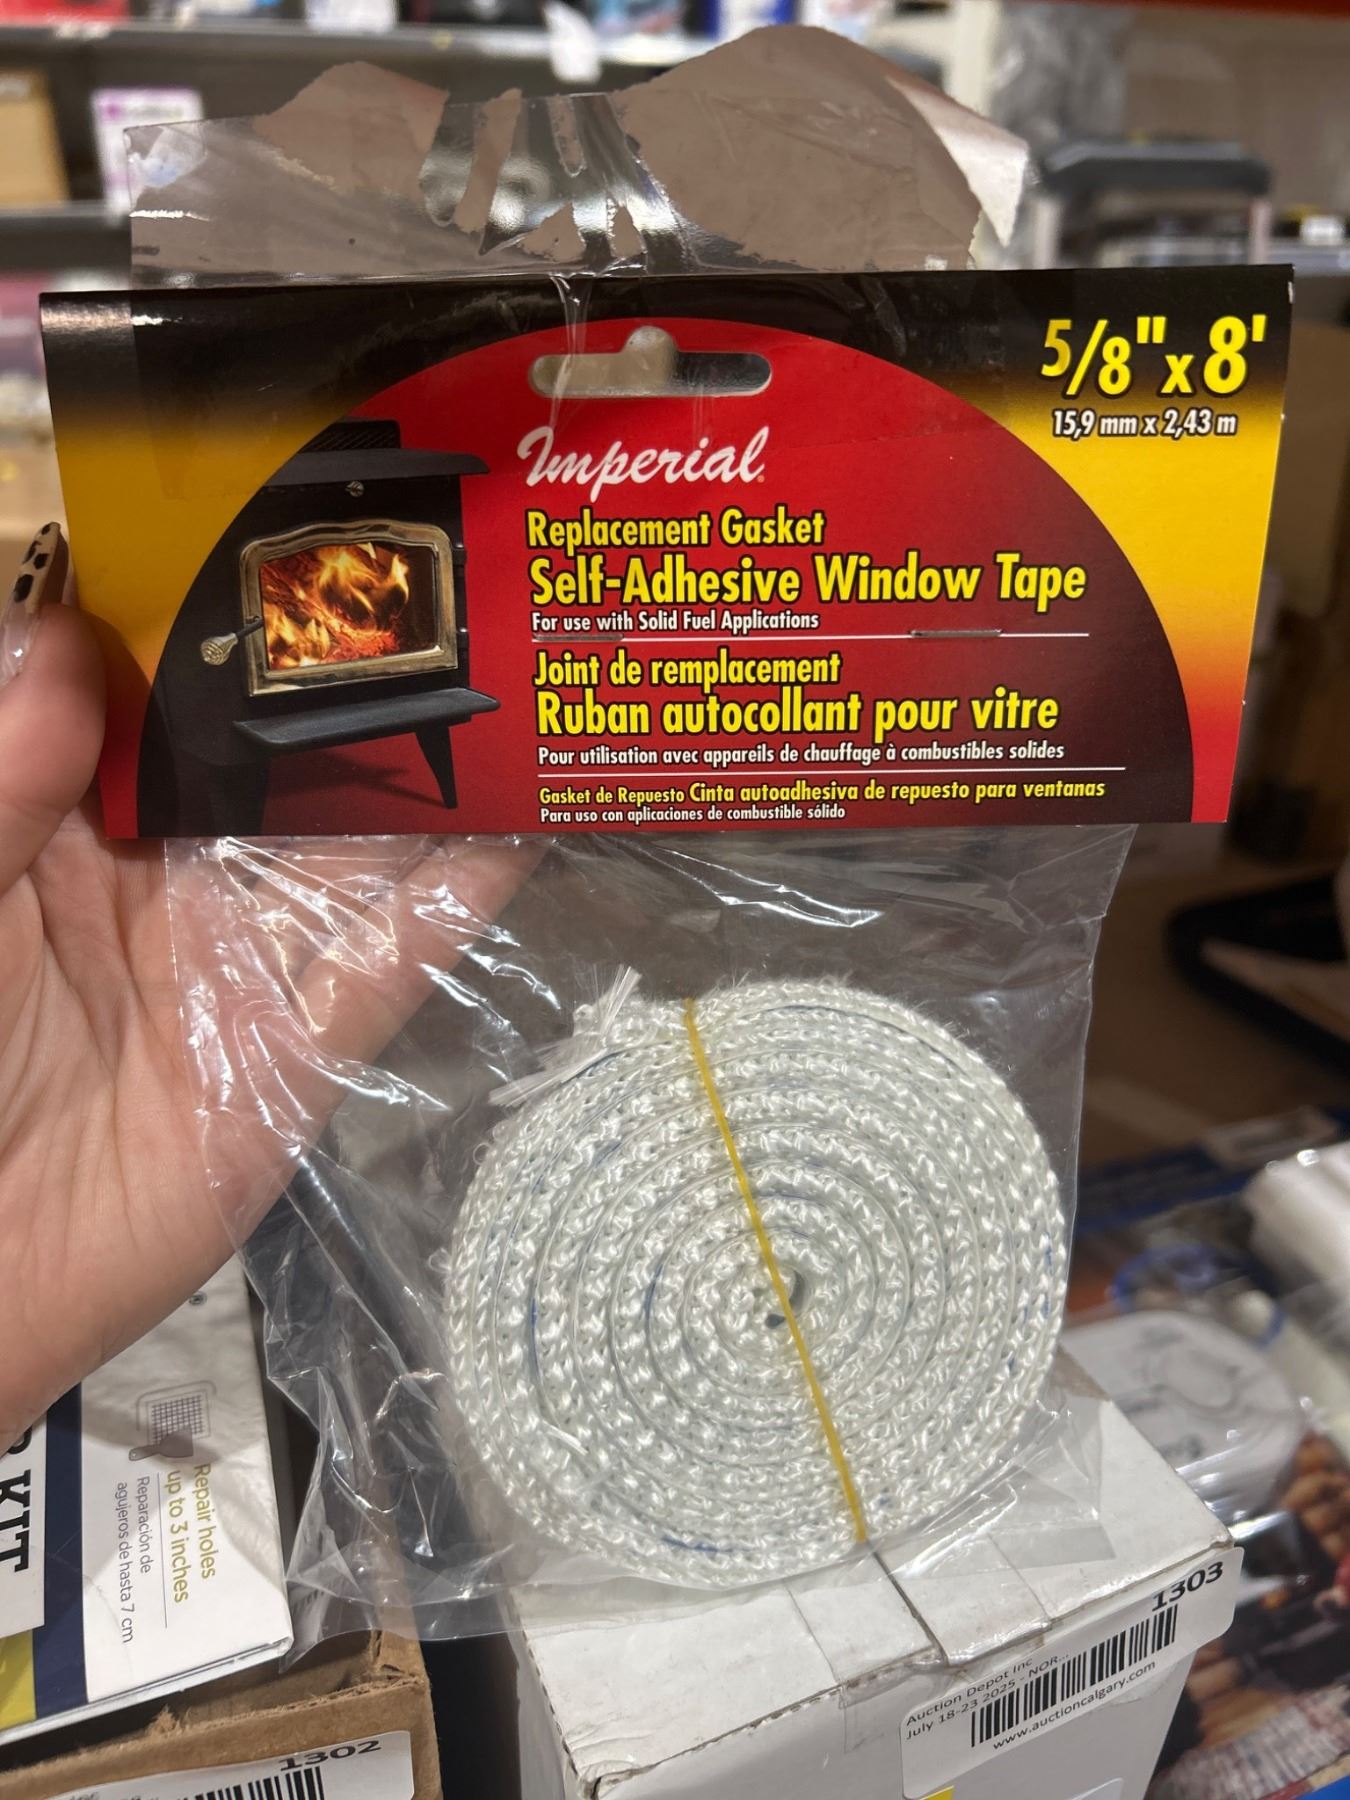 5/8" x 8'
15,9 mm x 2,43 m
Imperial
Replacement Gasket
Self-Adhesive Window Tape
For use with Solid Fuel Applications
Joint de remplacement
Ruban autocollant pour vitre
Pour utilisation avec appareils de chauffage à combustibles solides
Gasket de Repuesto Cinta autoadhesiva de repuesto para ventanas
Para uso con aplicaciones de combustible sólido
KIT
Repair holes
up to 3 inches
Reparación de
agujeros de hasta 7 cm
1303
Auction Depot Inc
July 18-23 2025 - NOR...
www.auctioncalgary.com
1302